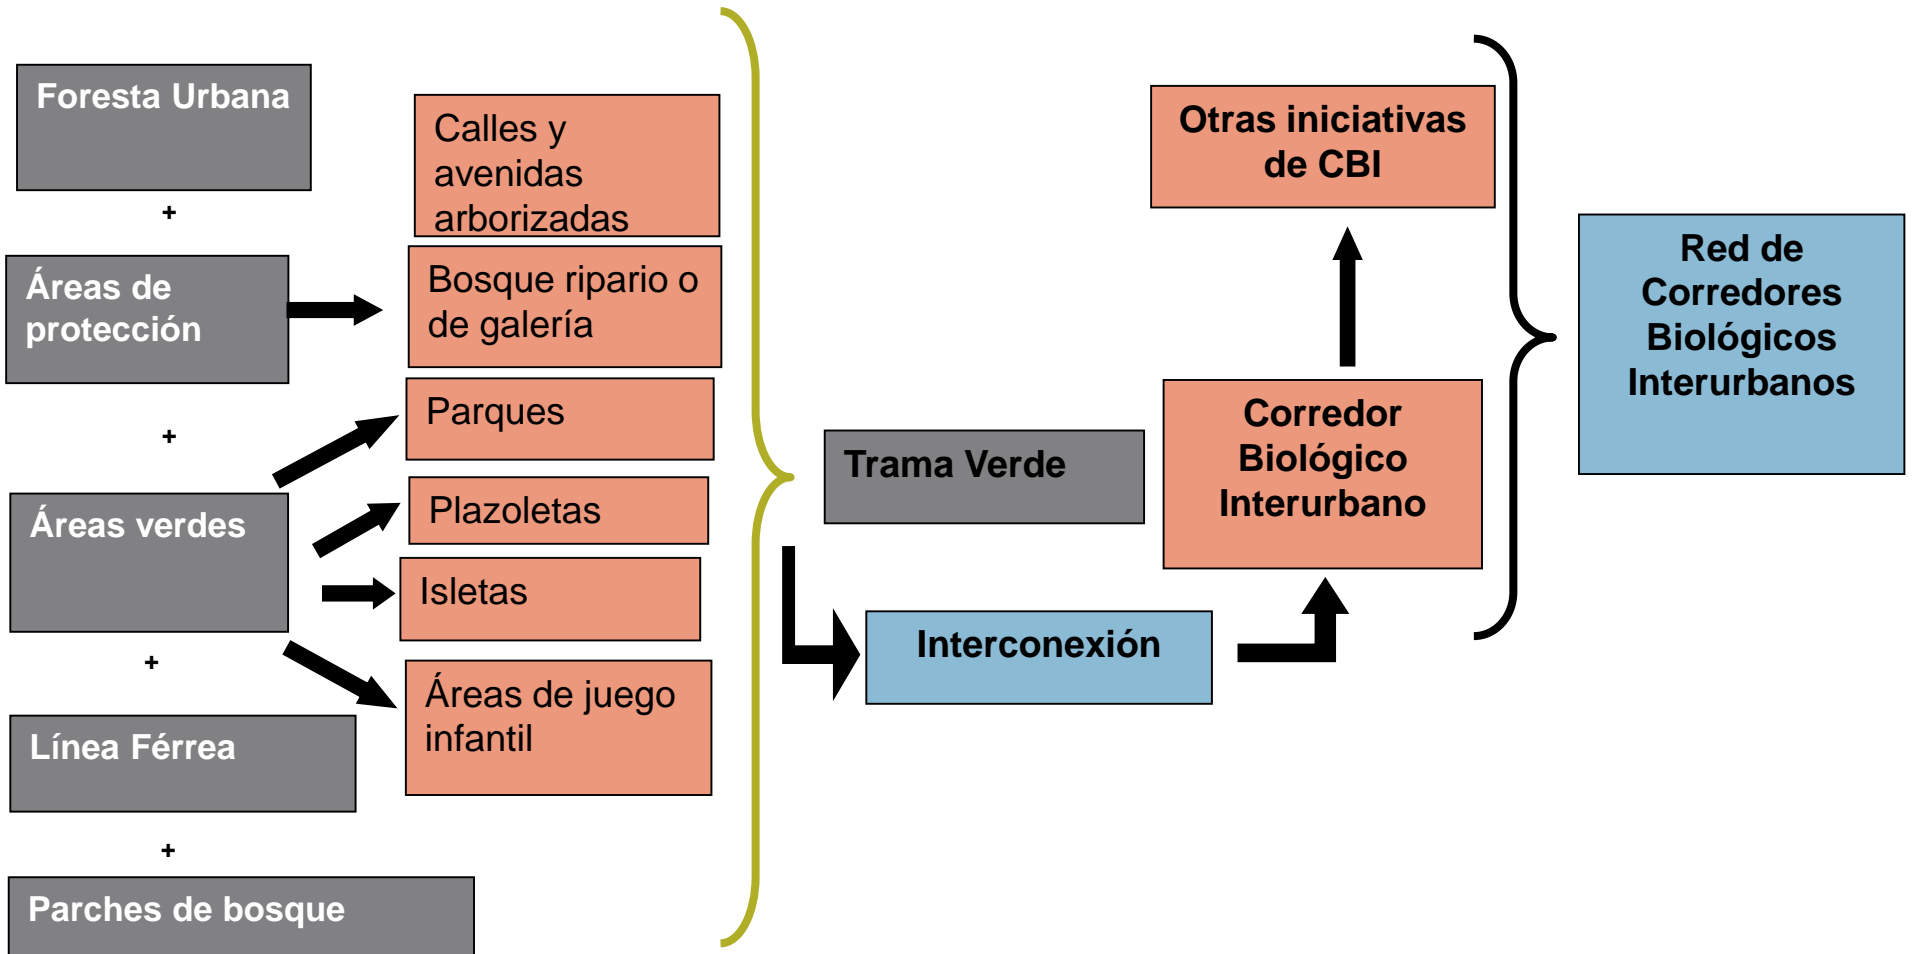 Foresta Urbana
+
Áreas de
protección
+
Áreas verdes
+
Línea Férrea
+
Parches de bosque
Calles y
avenidas
arborizadas
Bosque ripario o
de galería
Parques
Plazoletas
Isletas
Áreas de juego
infantil
Trama Verde
Interconexión
Otras iniciativas
de CBI
Corredor
Biológico
Interurbano
Red de
Corredores
Biológicos
Interurbanos